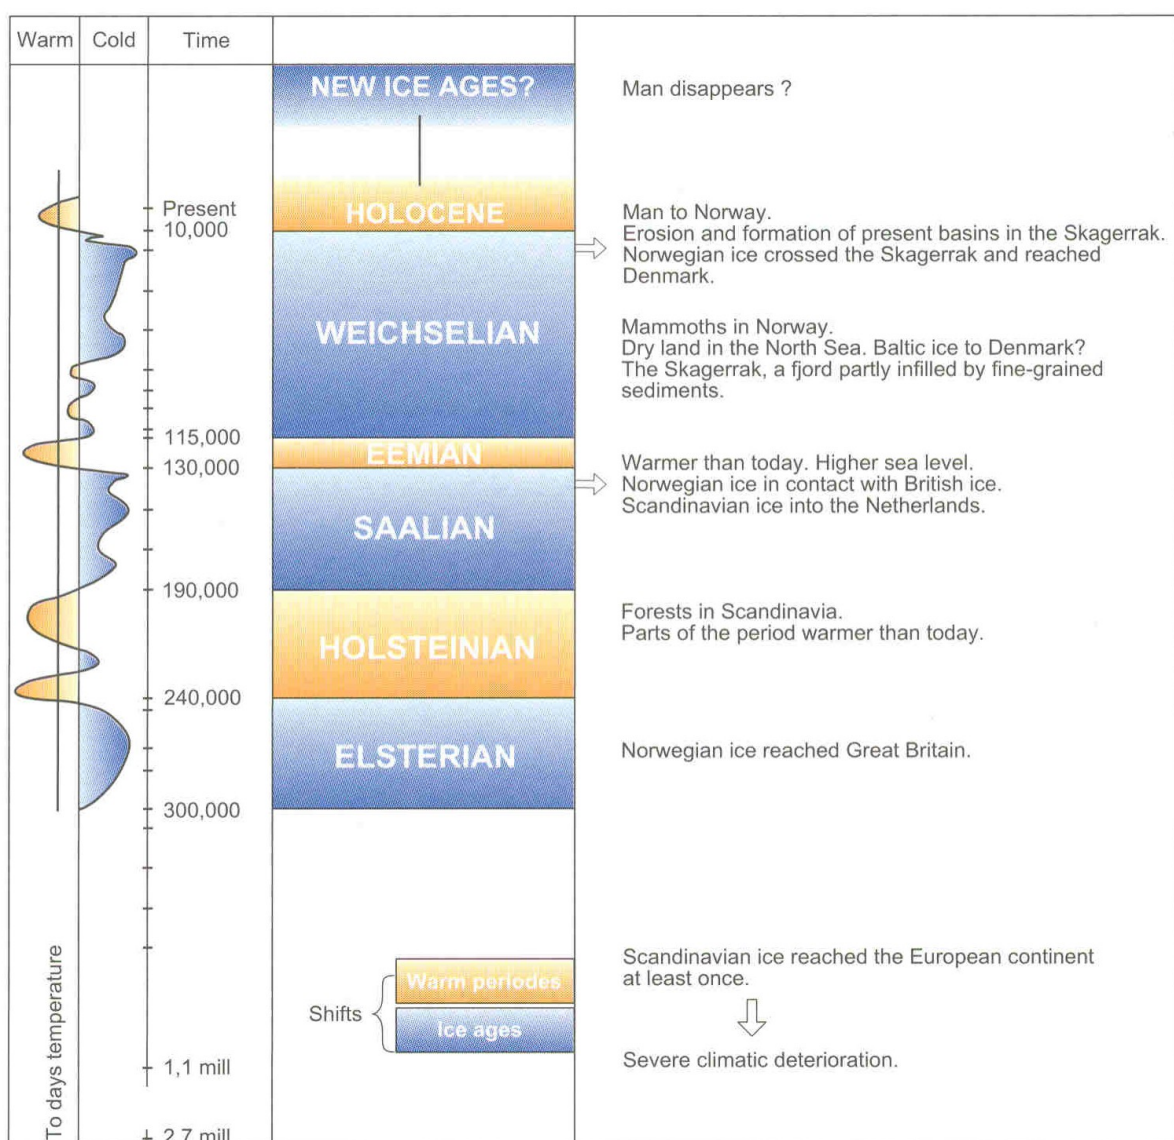 Warm Cold Time
NEW ICE AGES?
Man disappears ?
Present
HOLOCENE
10,000
Man to Norway.
Erosion and formation of present basins in the Skagerrak.
Norwegian ice crossed the Skagerrak and reached
Denmark.
WEICHSELIAN
Mammoths in Norway.
Dry land in the North Sea. Baltic ice to Denmark?
The Skagerrak, a fjord partly infilled by fine-grained
sediments.
115,000
EEMIAN
130,000
Warmer than today. Higher sea level.
Norwegian ice in contact with British ice.
Scandinavian ice into the Netherlands.
SAALIAN
190,000
Forests in Scandinavia.
Parts of the period warmer than today.
HOLSTEINIAN
240,000
ELSTERIAN
Norwegian ice reached Great Britain.
300,000
To days temperature
Scandinavian ice reached the European continent
at least once.
Shifts
Warm periodes
Ice ages
Severe climatic deterioration.
1,1 mill
2,7 mill